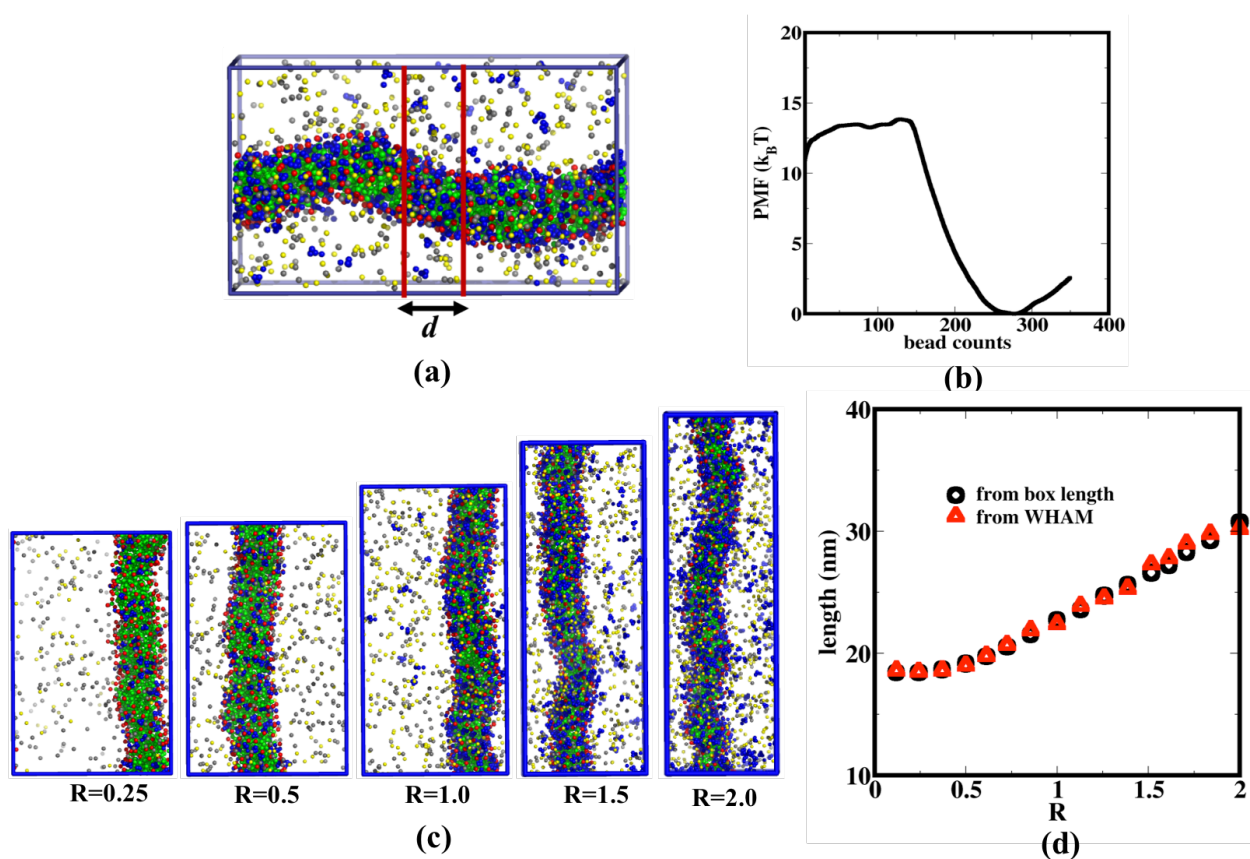 d
(a)
PMF (k_BT)
20
15
10
5
0
100 200 300 400
bead counts
(b)
R=0.25 R=0.5 R=1.0 R=1.5 R=2.0
(c)
length (nm)
40
30
20
10
from box length
from WHAM
0 0.5 1 1.5 2
R
(d)